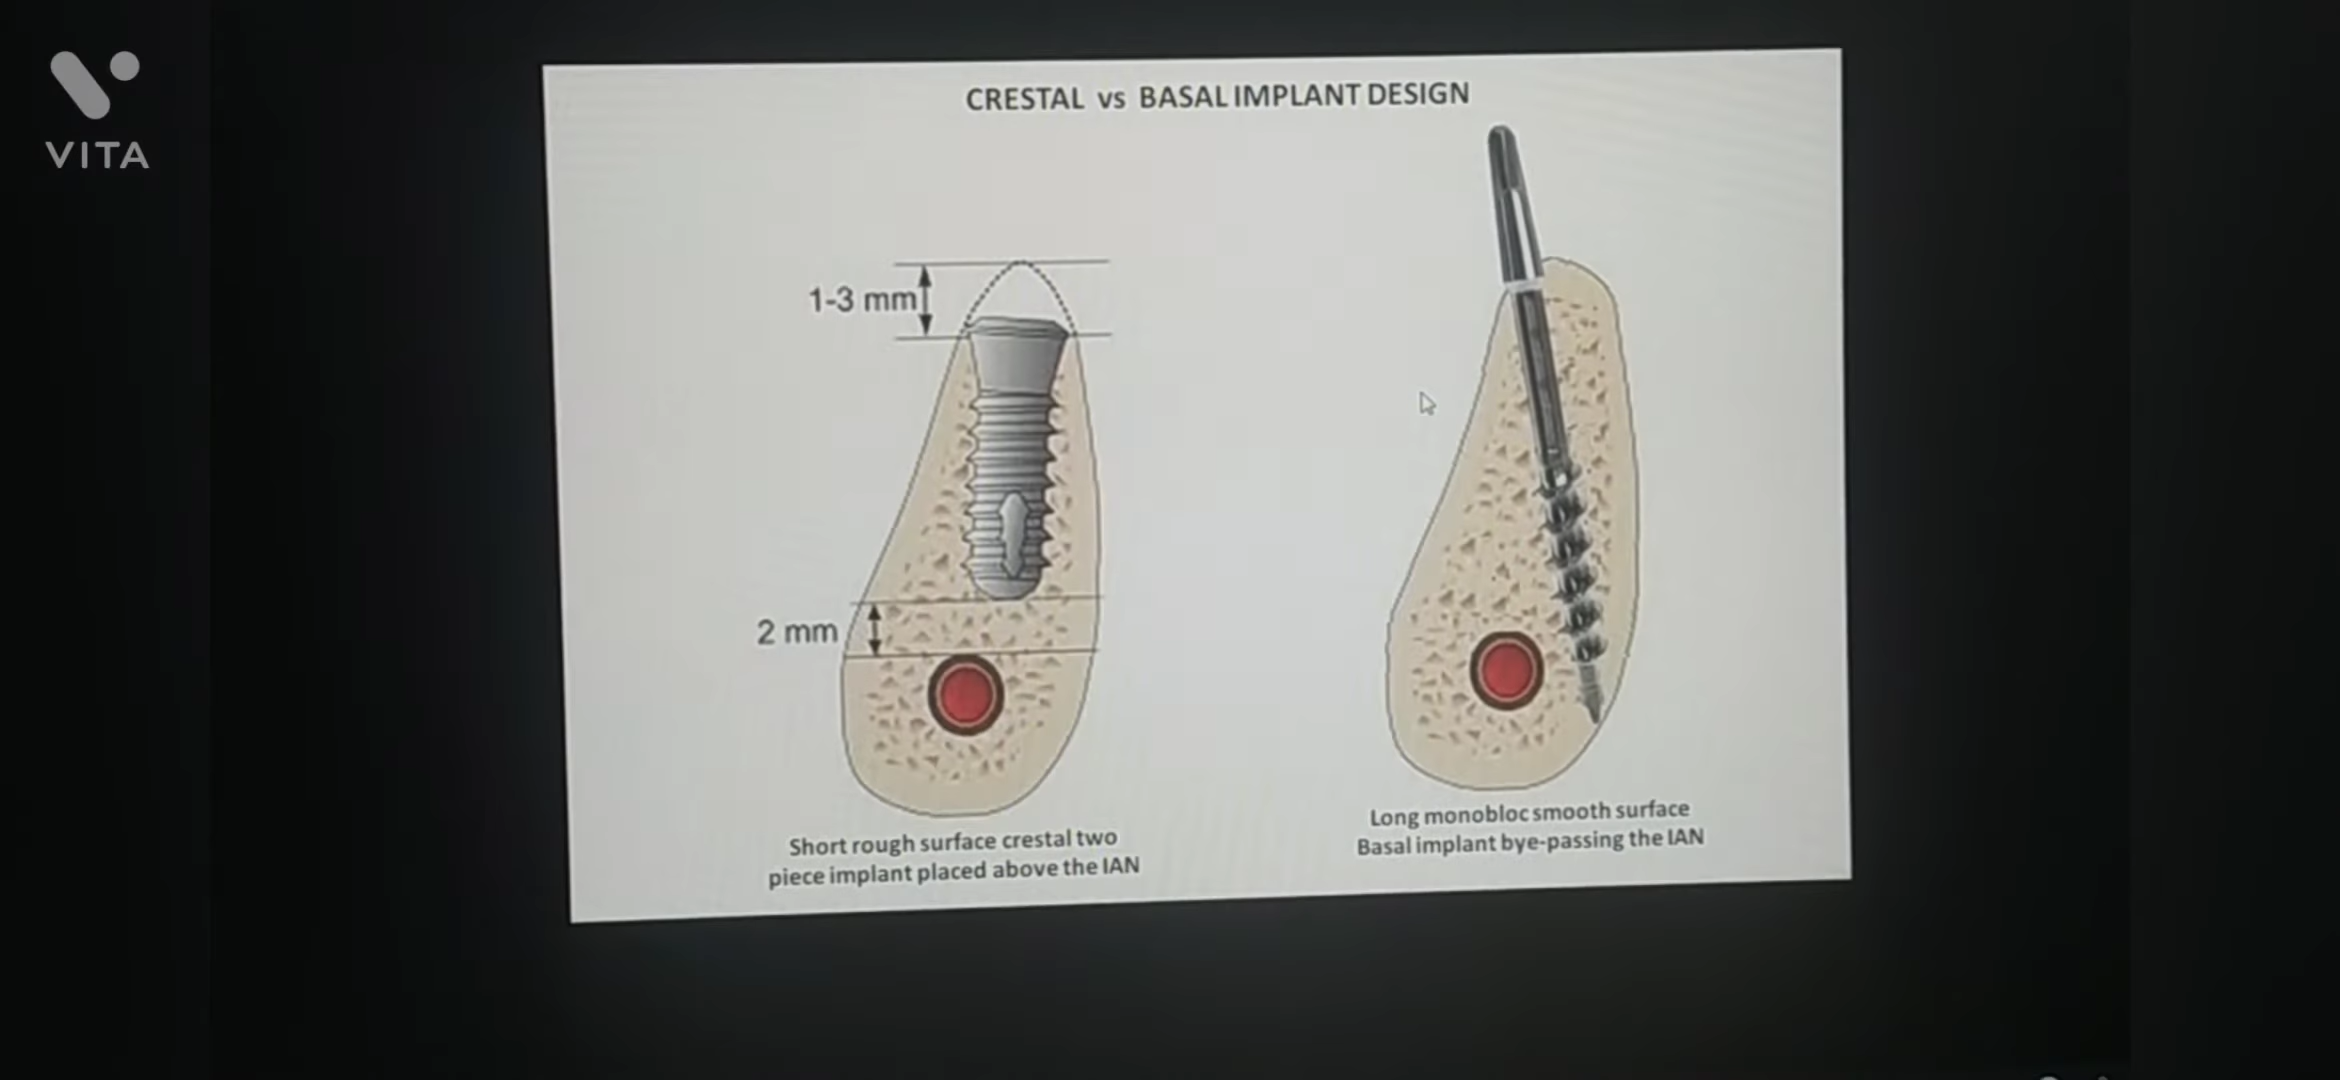 VITA
CRESTAL vs BASAL IMPLANT DESIGN
1-3 mm
2 mm
Short rough surface crestal two
piece implant placed above the IAN
Long monobloc smooth surface
Basal implant bye-passing the IAN